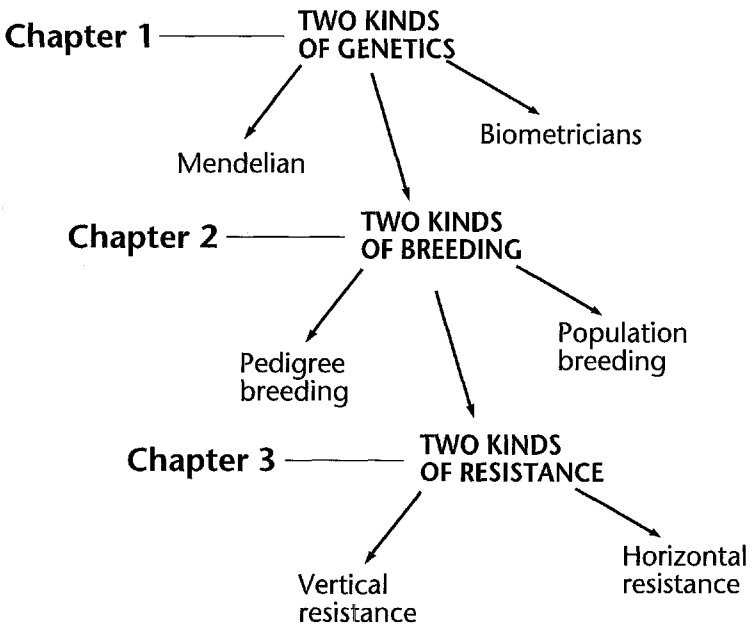 Chapter 1
TWO KINDS
OF GENETICS
Mendelian
Biometricians
Chapter 2
TWO KINDS
OF BREEDING
Pedigree
breeding
Population
breeding
Chapter 3
TWO KINDS
OF RESISTANCE
Vertical
resistance
Horizontal
resistance